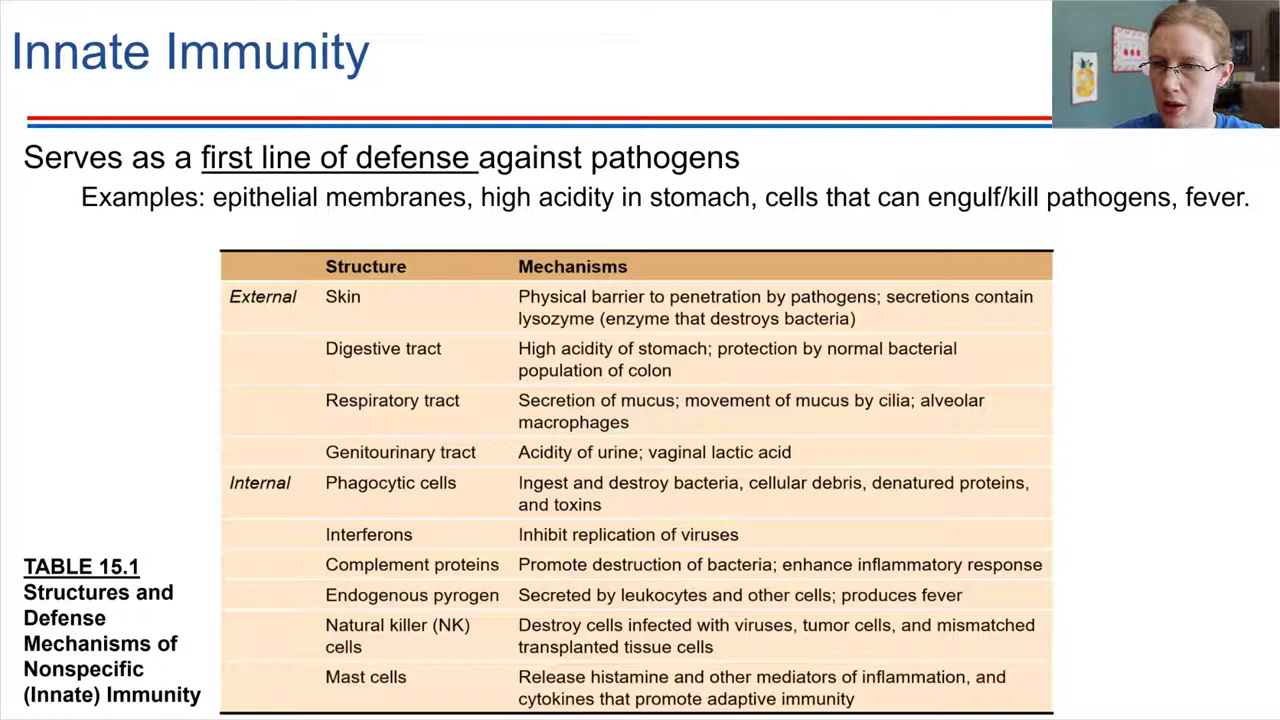 Innate Immunity
Serves as a first line of defense against pathogens
Examples: epithelial membranes, high acidity in stomach, cells that can engulf/kill pathogens, fever.
Structure Mechanisms
External Skin Physical barrier to penetration by pathogens; secretions contain
lysozyme (enzyme that destroys bacteria)
Digestive tract High acidity of stomach; protection by normal bacterial
population of colon
Respiratory tract Secretion of mucus; movement of mucus by cilia; alveolar
macrophages
Genitourinary tract Acidity of urine; vaginal lactic acid
Internal Phagocytic cells Ingest and destroy bacteria, cellular debris, denatured proteins,
and toxins
Interferons Inhibit replication of viruses
Complement proteins Promote destruction of bacteria; enhance inflammatory response
Endogenous pyrogen Secreted by leukocytes and other cells; produces fever
Natural killer (NK) Destroy cells infected with viruses, tumor cells, and mismatched
cells transplanted tissue cells
Mast cells Release histamine and other mediators of inflammation, and
cytokines that promote adaptive immunity
TABLE 15.1
Structures and
Defense
Mechanisms of
Nonspecific
(Innate) Immunity